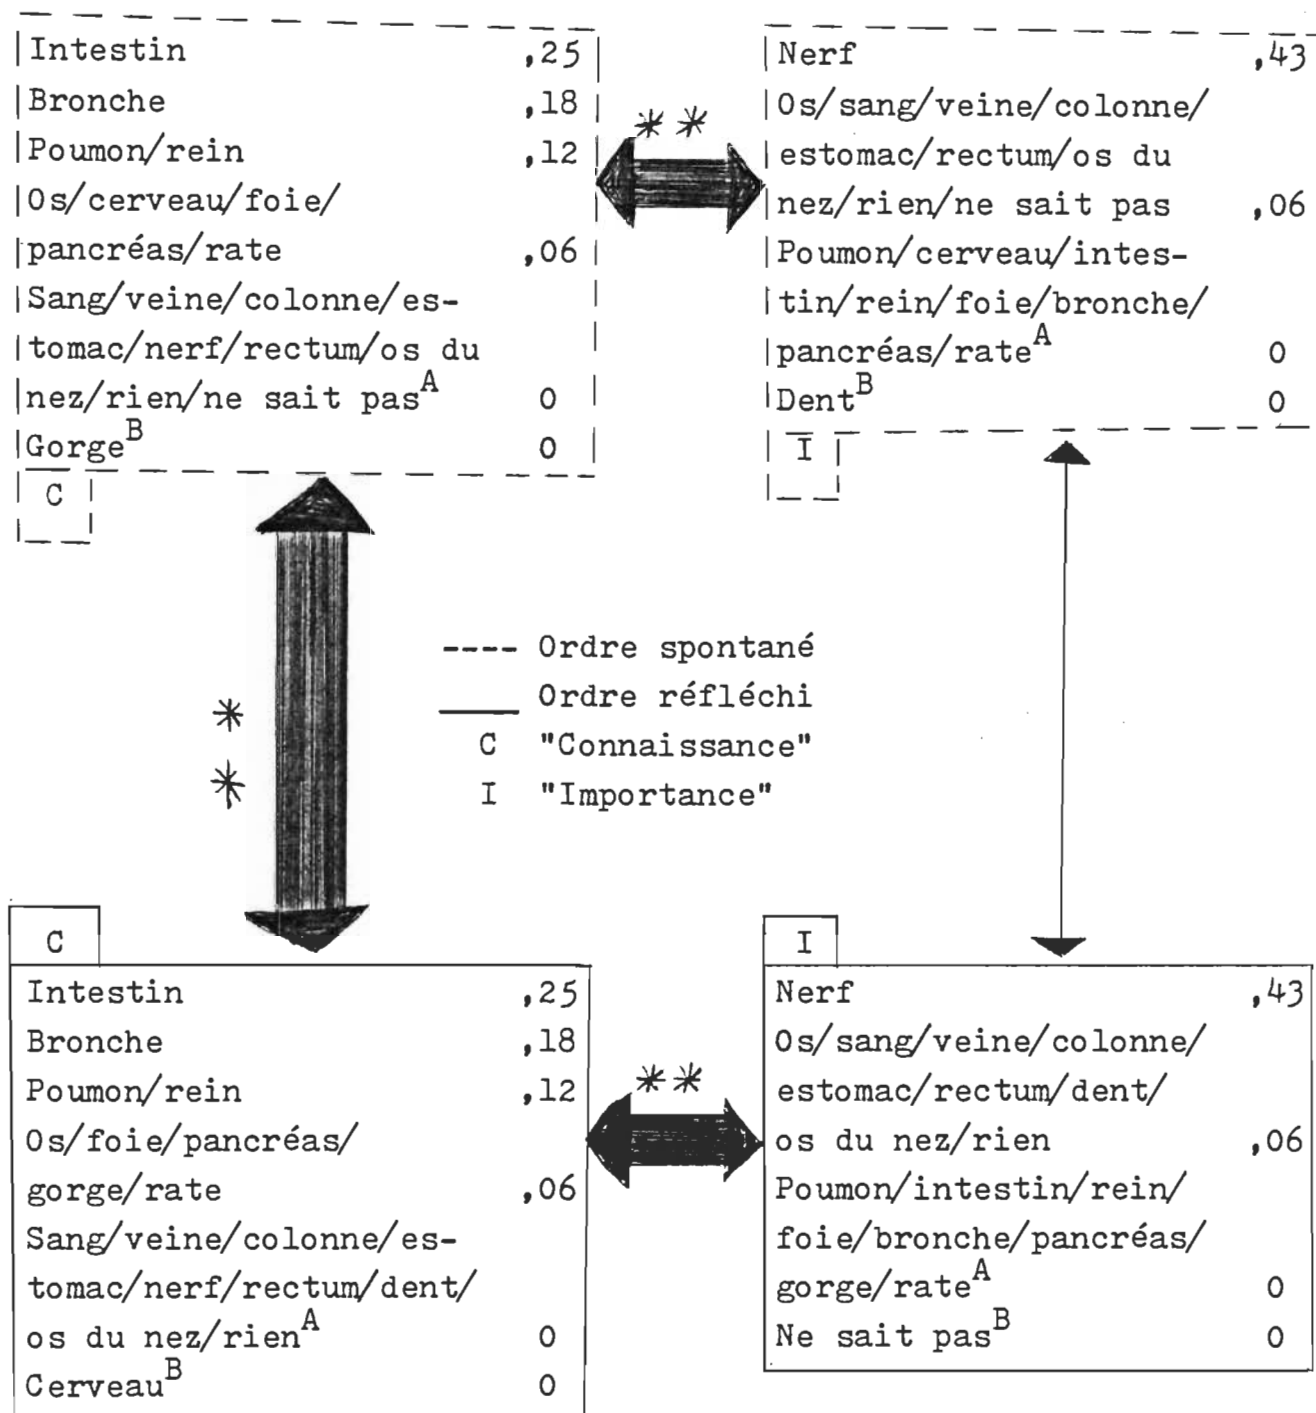 Intestin ,25
Bronche ,18
Poumon/rein ,12
Os/cerveau/foie/
pancréas/rate ,06
Sang/veine/colonne/es-
tomac/nerf/rectum/os du
nez/rien/ne sait pas^A 0
Gorge^B 0
C
Nerf ,43
Os/sang/veine/colonne/
estomac/rectum/os du
nez/rien/ne sait pas ,06
Poumon/cerveau/intes-
tin/rein/foie/bronche/
pancréas/rate^A 0
Dent^B 0
I
* *
*
*
---- Ordre spontané
____ Ordre réfléchi
C "Connaissance"
I "Importance"
C
Intestin ,25
Bronche ,18
Poumon/rein ,12
Os/foie/pancréas/
gorge/rate ,06
Sang/veine/colonne/es-
tomac/nerf/rectum/dent/
os du nez/rien^A 0
Cerveau^B 0
* *
I
Nerf ,43
Os/sang/veine/colonne/
estomac/rectum/dent/
os du nez/rien ,06
Poumon/intestin/rein/
foie/bronche/pancréas/
gorge/rate^A 0
Ne sait pas^B 0